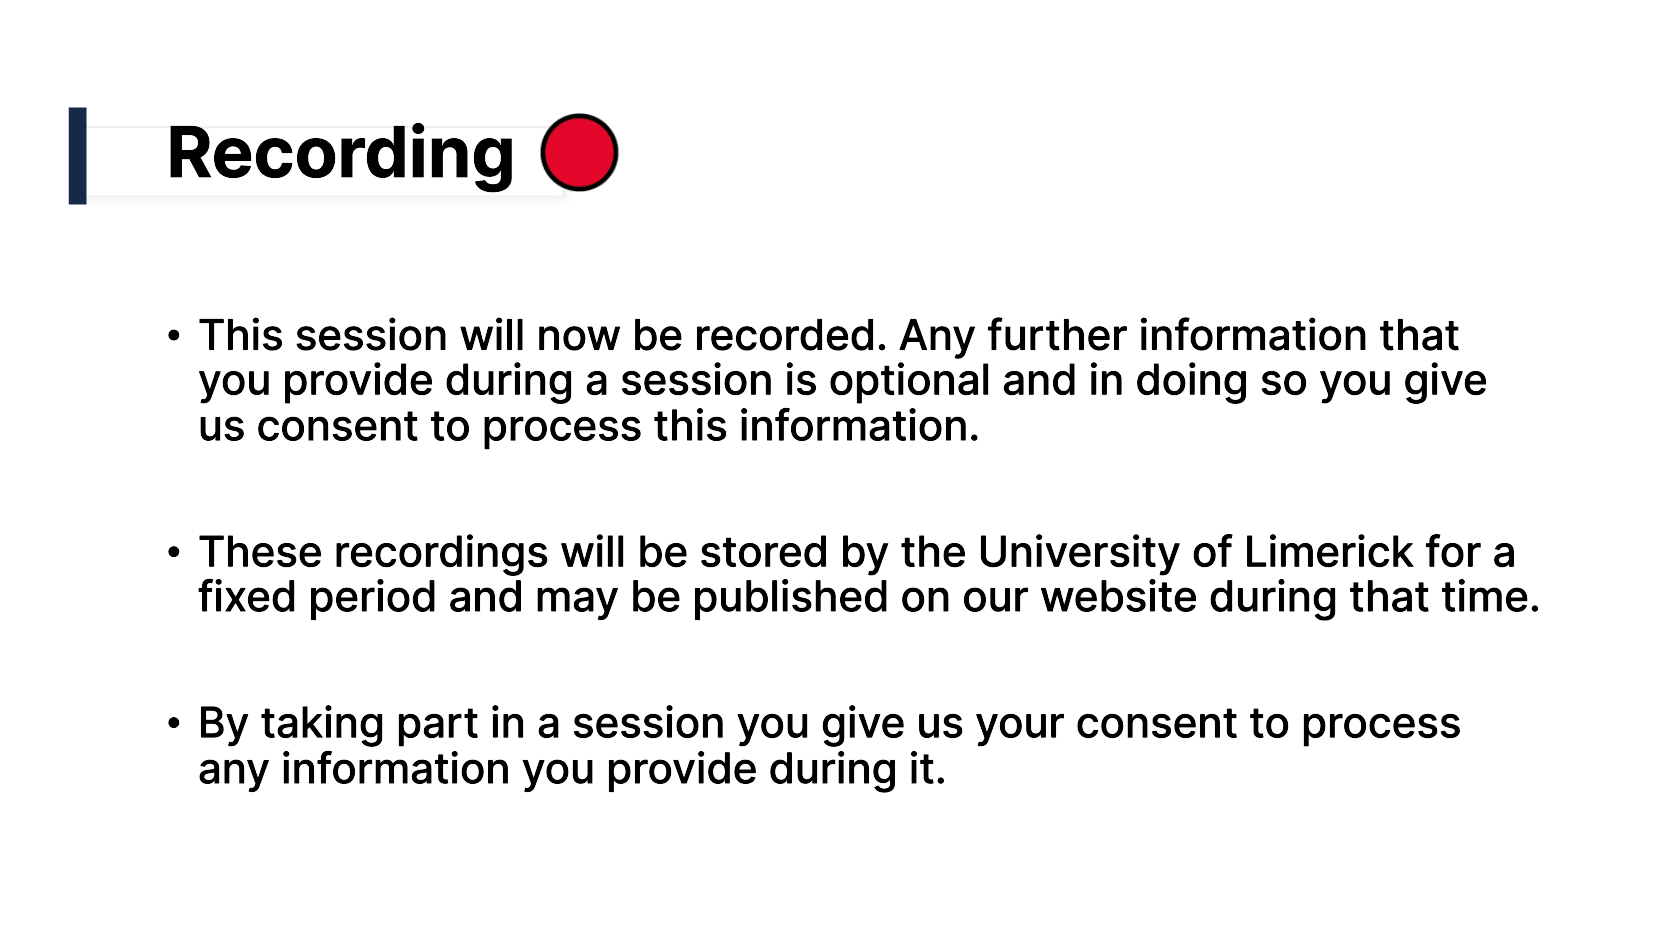 Recording
• This session will now be recorded. Any further information that
you provide during a session is optional and in doing so you give
us consent to process this information.
• These recordings will be stored by the University of Limerick for a
fixed period and may be published on our website during that time.
• By taking part in a session you give us your consent to process
any information you provide during it.